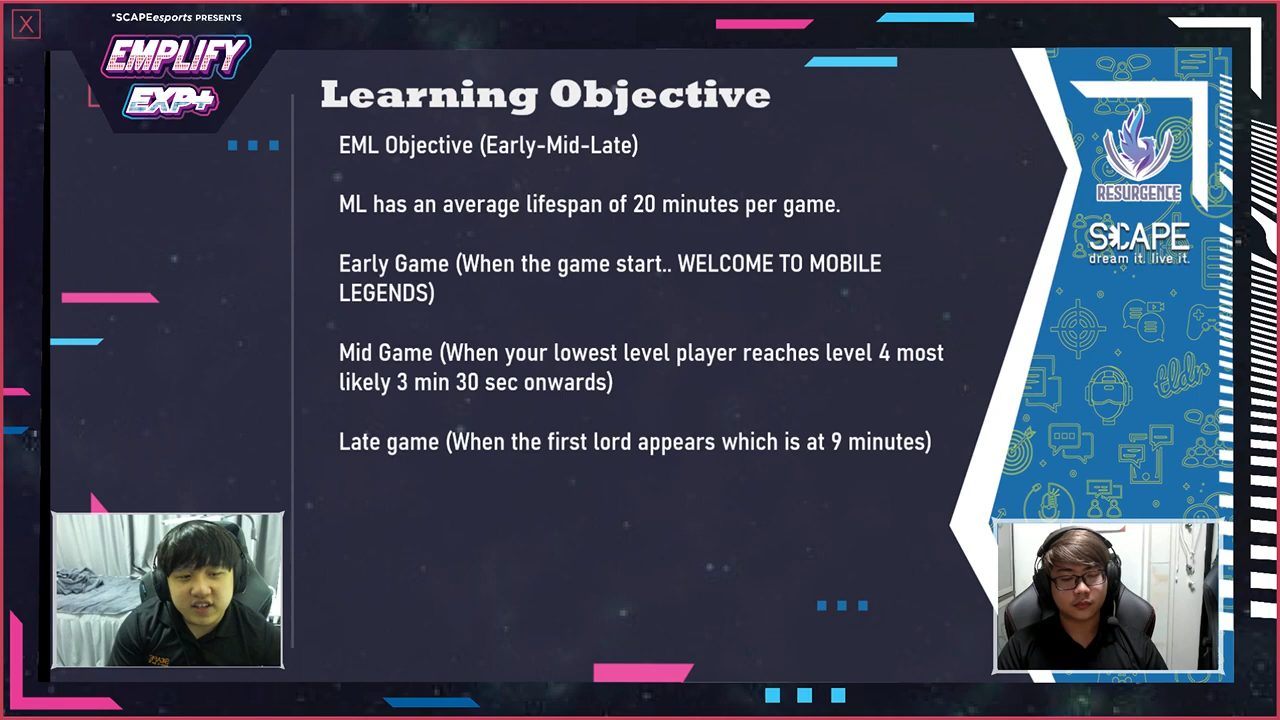 *SCAPEesports PRESENTS
EMPLIFY
EXP+
Learning Objective
EML Objective (Early-Mid-Late)
ML has an average lifespan of 20 minutes per game.
Early Game (When the game start.. WELCOME TO MOBILE
LEGENDS)
Mid Game (When your lowest level player reaches level 4 most
likely 3 min 30 sec onwards)
Late game (When the first lord appears which is at 9 minutes)
RESURGENCE
SCAPE
dream it. live it.
tldr